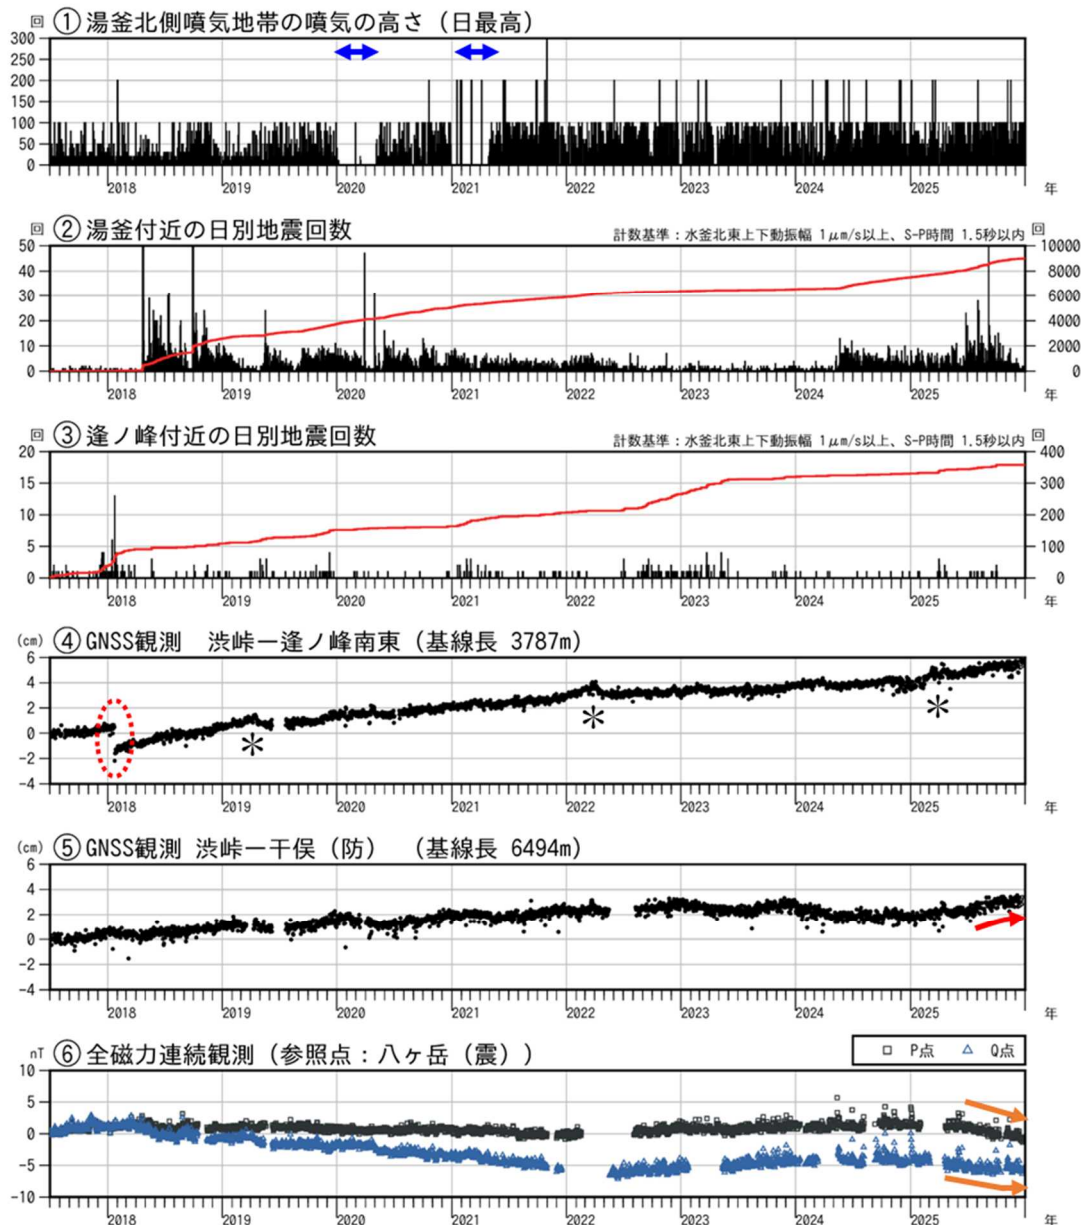 回 ①湯釜北側噴気地帯の噴気の高さ（日最高）
300
250
200
150
100
50
0
2018 2019 2020 2021 2022 2023 2024 2025 年
回 ②湯釜付近の日別地震回数 計数基準：水釜北東上下動振幅 1μm/s以上、S-P時間 1.5秒以内 回
50 10000
40 8000
30 6000
20 4000
10 2000
0 0
2018 2019 2020 2021 2022 2023 2024 2025 年
回 ③逢ノ峰付近の日別地震回数 計数基準：水釜北東上下動振幅 1μm/s以上、S-P時間 1.5秒以内 回
20 400
15 300
10 200
5 100
0 0
2018 2019 2020 2021 2022 2023 2024 2025 年
(cm) ④GNSS観測 渋峠―逢ノ峰南東（基線長 3787m）
6
4
2
0
-2
-4
＊ ＊ ＊
2018 2019 2020 2021 2022 2023 2024 2025 年
(cm) ⑤GNSS観測 渋峠―干俣（防） （基線長 6494m）
6
4
2
0
-2
-4
2018 2019 2020 2021 2022 2023 2024 2025 年
nT ⑥全磁力連続観測（参照点：八ヶ岳（震）） □ P点 △ Q点
10
5
0
-5
-10
2018 2019 2020 2021 2022 2023 2024 2025 年